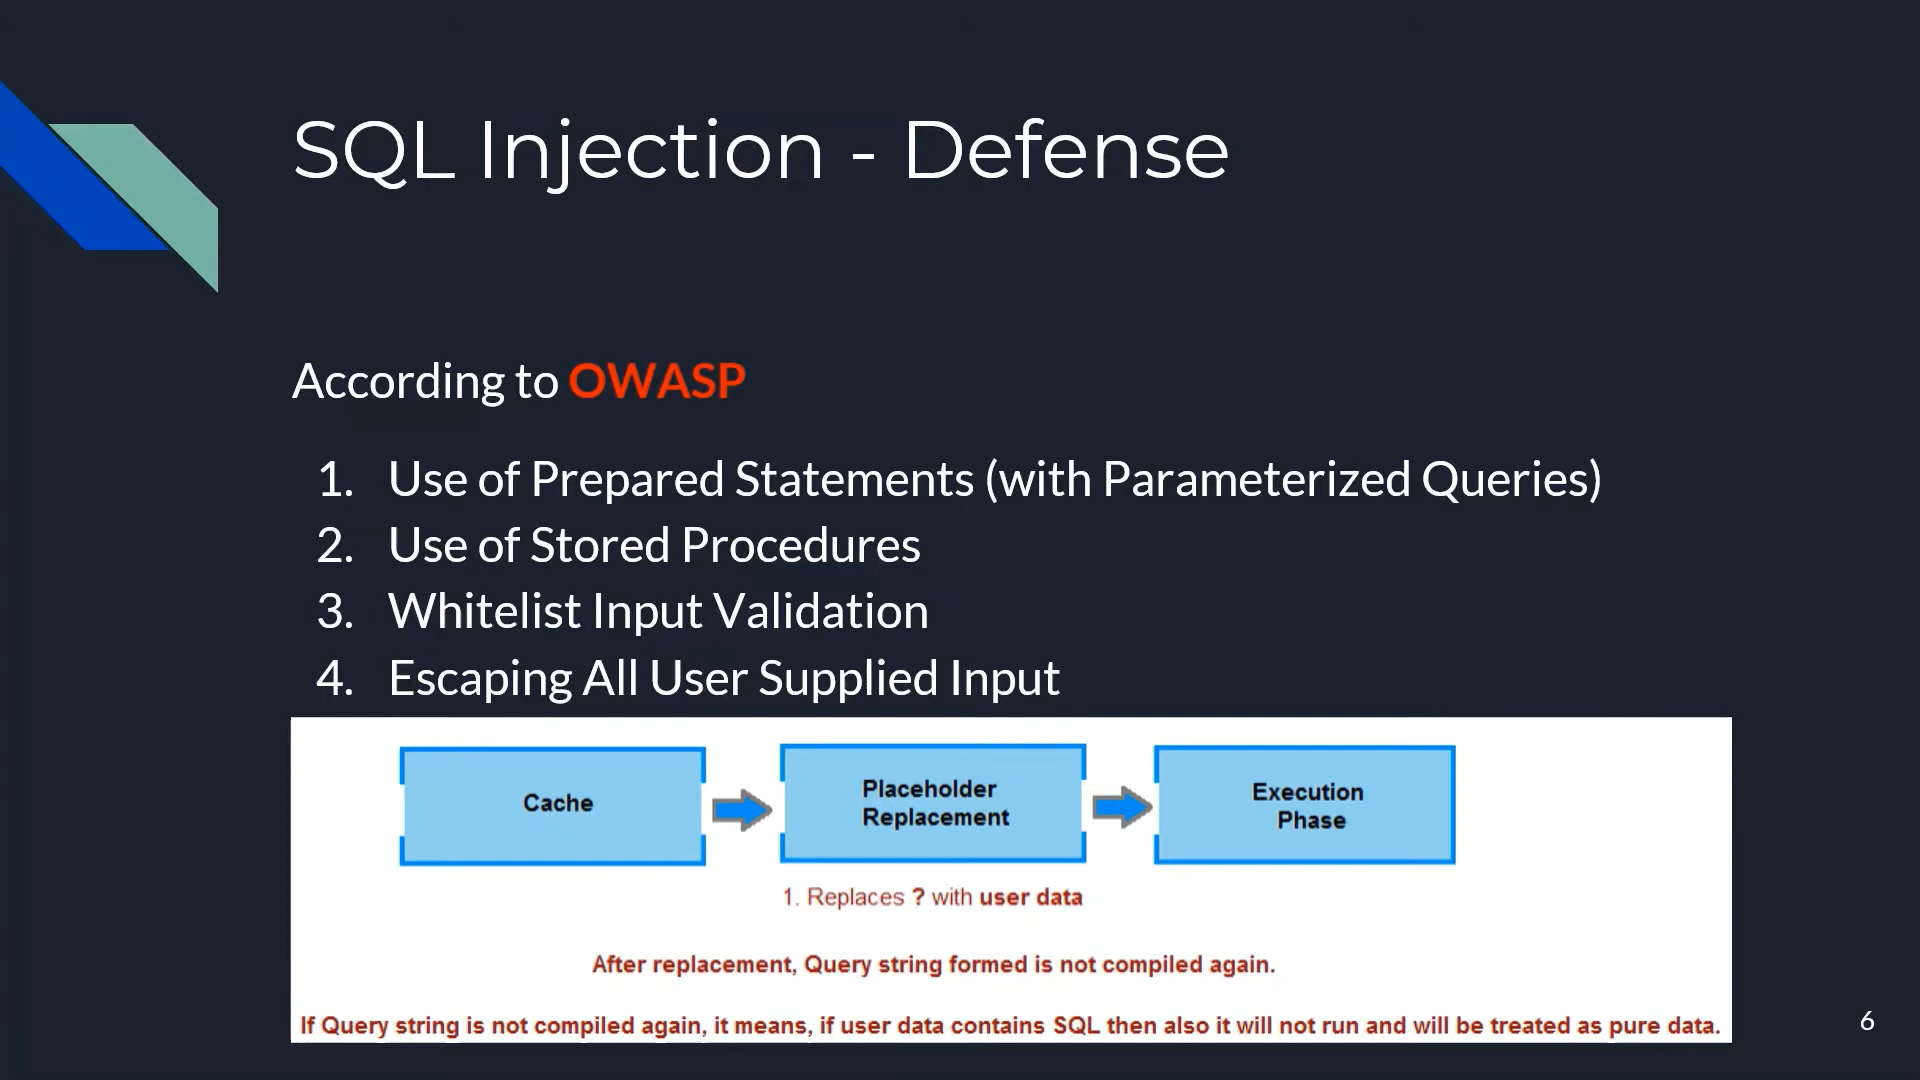 SQL Injection - Defense
According to OWASP
1. Use of Prepared Statements (with Parameterized Queries)
2. Use of Stored Procedures
3. Whitelist Input Validation
4. Escaping All User Supplied Input
Cache
Placeholder
Replacement
Execution
Phase
1. Replaces ? with user data
After replacement, Query string formed is not compiled again.
If Query string is not compiled again, it means, if user data contains SQL then also it will not run and will be treated as pure data.
6